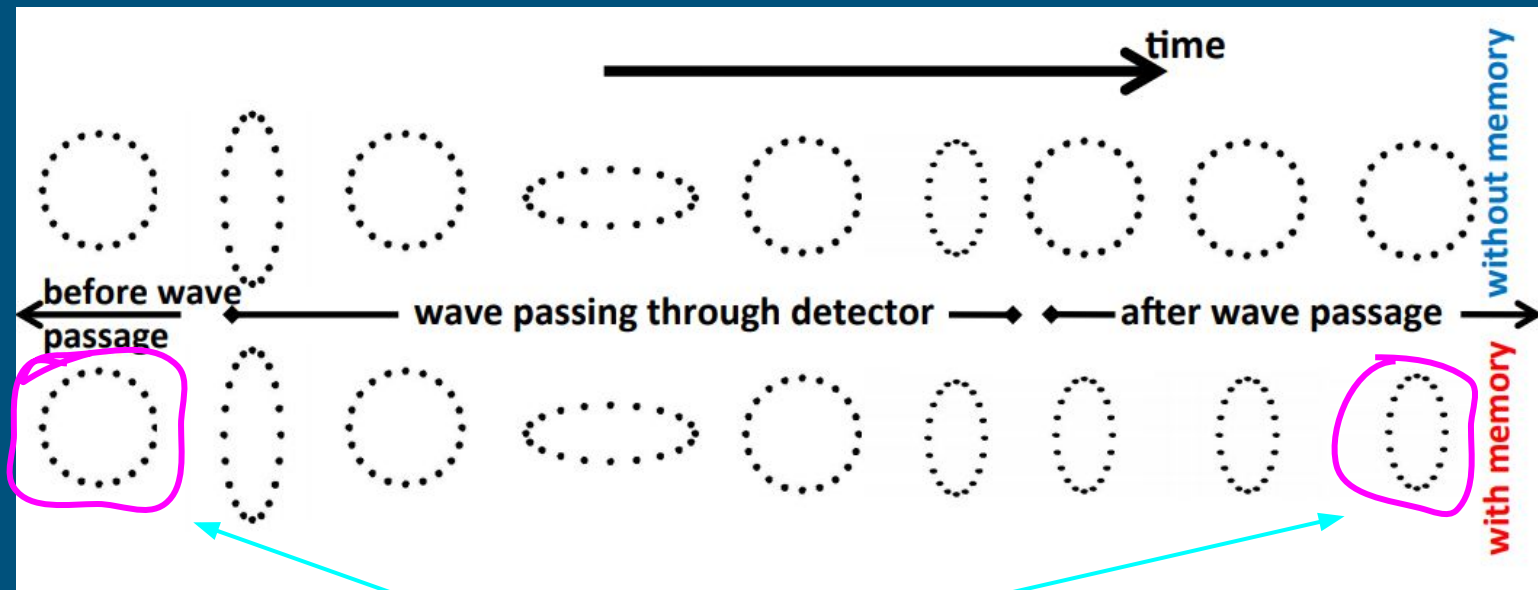 time
without memory
before wave
passage
wave passing through detector
after wave passage
with memory